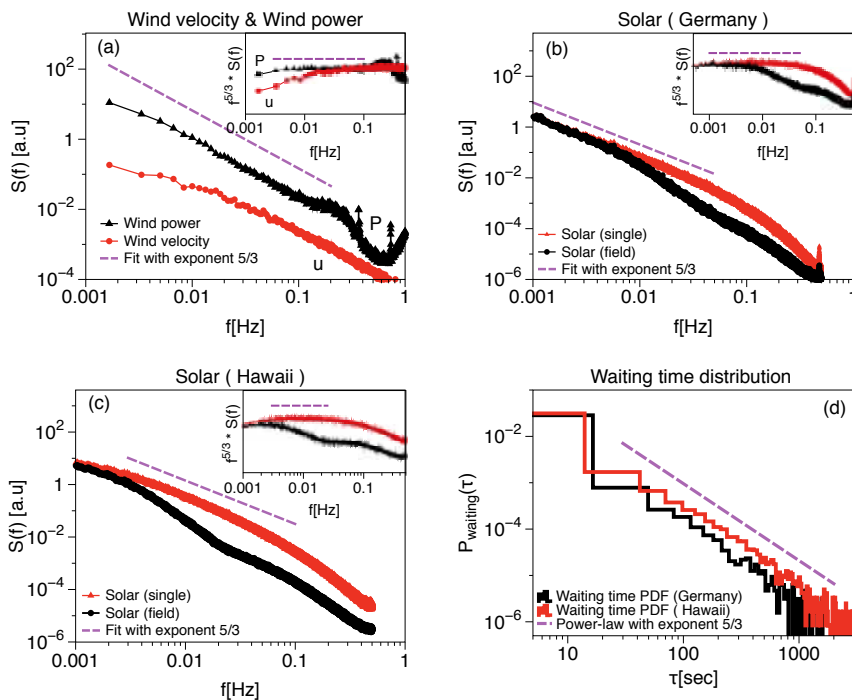 Wind velocity & Wind power
(a)
S(f) [a.u]
10²
1
10⁻²
10⁻⁴
0.001
0.01
0.1
1
f[Hz]
P
u
Wind power
Wind velocity
Fit with exponent 5/3
f^5/3 * S(f)
P
u
0.001
0.01
0.1
f[Hz]
Solar ( Germany )
(b)
S(f) [a.u]
10⁴
10²
1
10⁻²
10⁻⁴
10⁻⁶
0.001
0.01
0.1
f[Hz]
Solar (single)
Solar (field)
Fit with exponent 5/3
f^5/3 * S(f)
0.001
0.01
0.1
f[Hz]
Solar ( Hawaii )
(c)
S(f) [a.u]
10²
1
10⁻²
10⁻⁴
10⁻⁶
0.001
0.01
0.1
1
f[Hz]
Solar (single)
Solar (field)
Fit with exponent 5/3
f^5/3 * S(f)
0.001
0.01
0.1
f[Hz]
Waiting time distribution
(d)
P_waiting(τ)
10⁻²
10⁻⁴
10⁻⁶
10
100
1000
τ[sec]
Waiting time PDF (Germany)
Waiting time PDF ( Hawaii)
Power-law with exponent 5/3